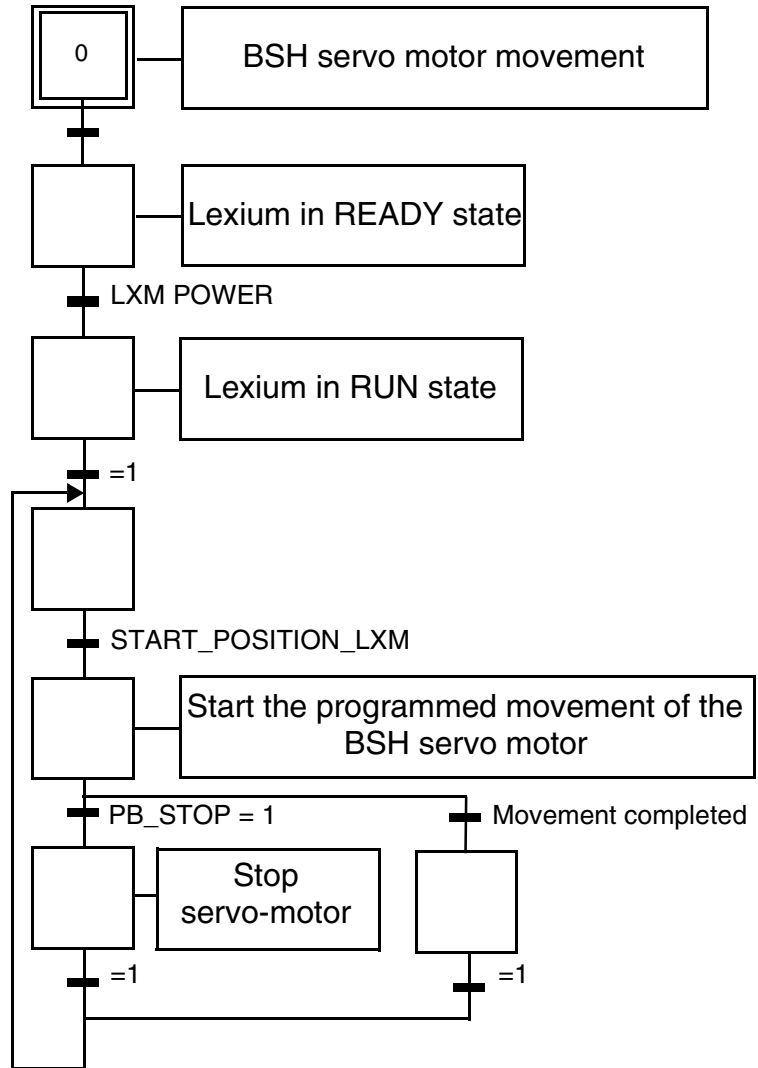 0
BSH servo motor movement
Lexium in READY state
LXM POWER
Lexium in RUN state
=1
START_POSITION_LXM
Start the programmed movement of the
BSH servo motor
PB_STOP = 1
Movement completed
Stop
servo-motor
=1
=1